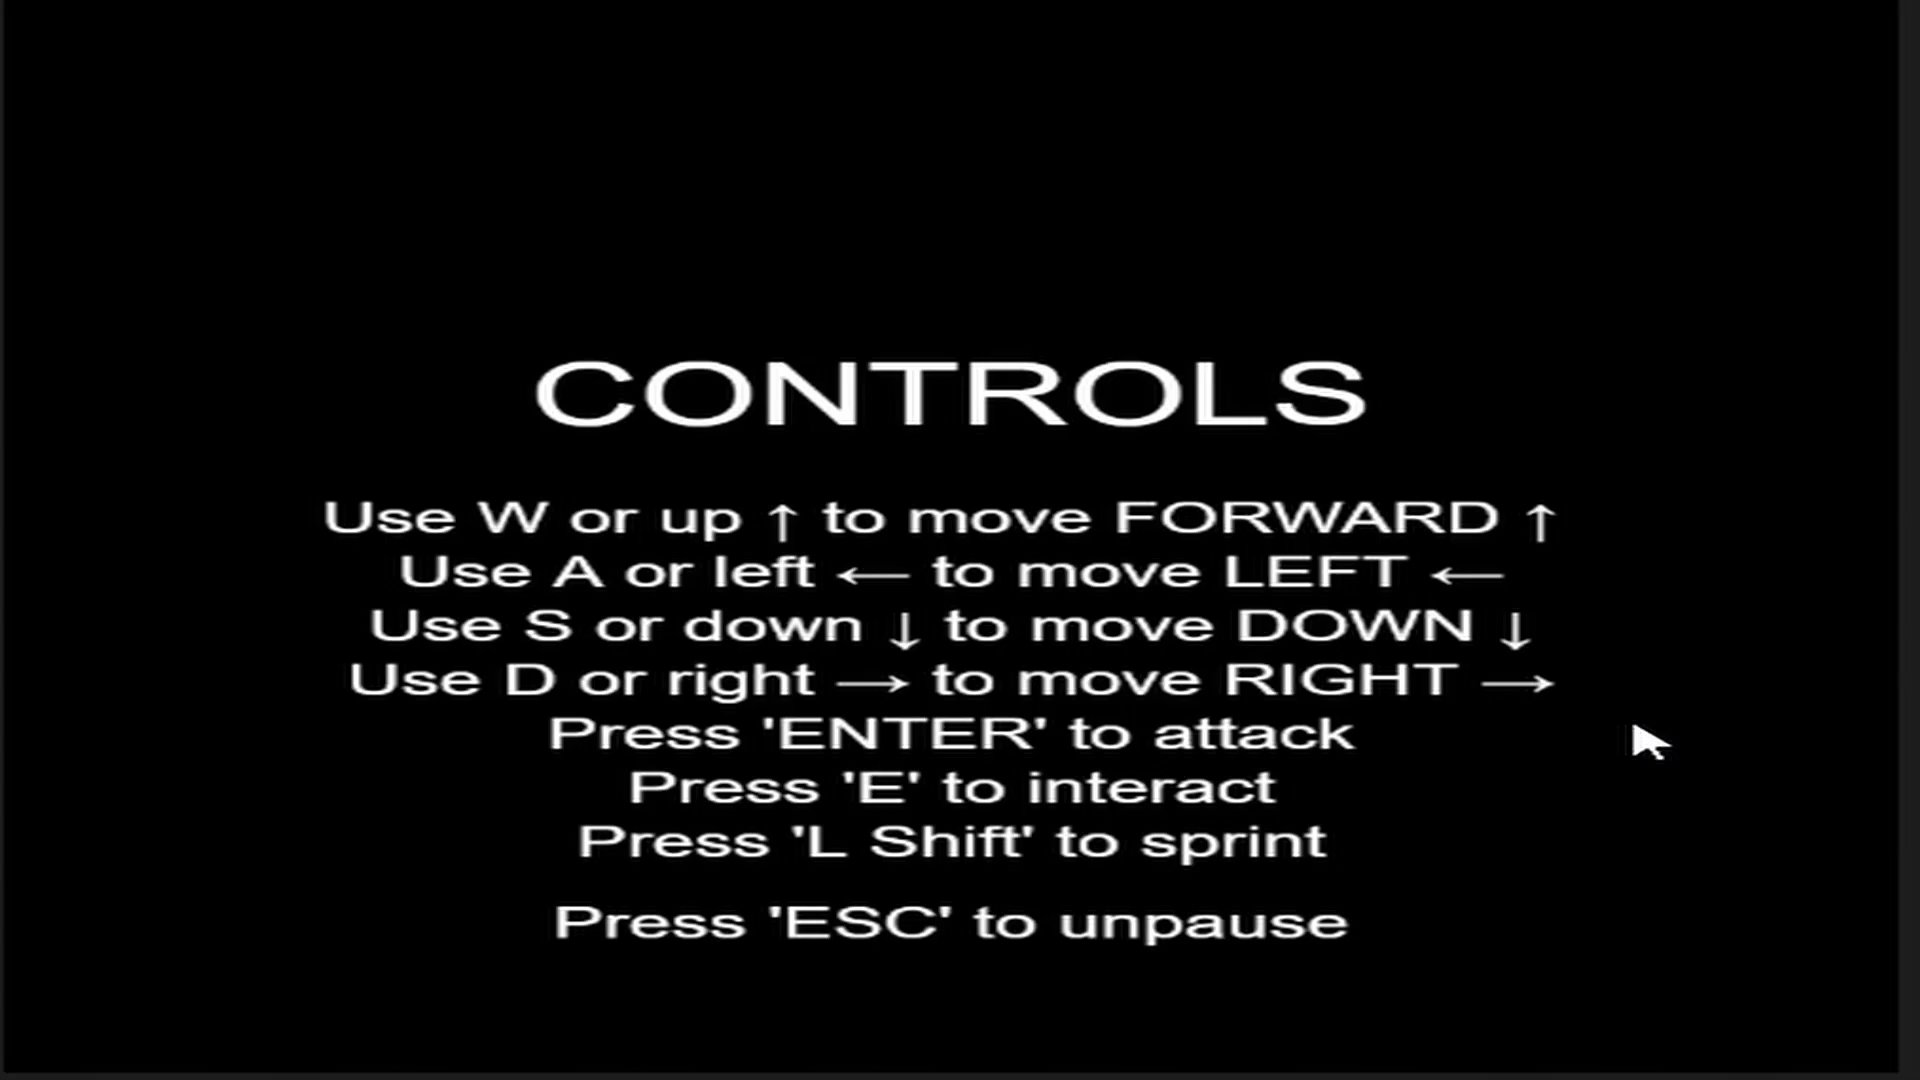 CONTROLS
Use W or up ↑ to move FORWARD ↑
Use A or left ← to move LEFT ←
Use S or down ↓ to move DOWN ↓
Use D or right → to move RIGHT →
Press 'ENTER' to attack
Press 'E' to interact
Press 'L Shift' to sprint
Press 'ESC' to unpause